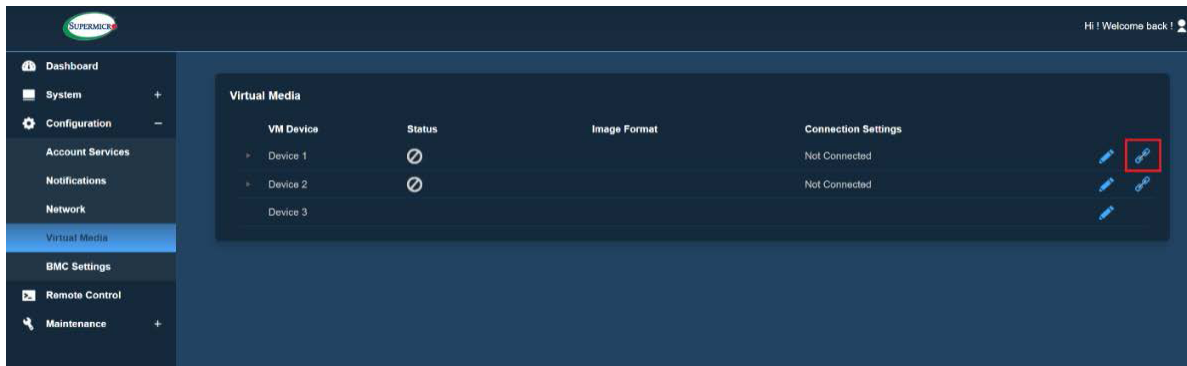 SUPERMICR
Hi ! Welcome back !
Dashboard
System +
Configuration −
Account Services
Notifications
Network
Virtual Media
BMC Settings
Remote Control
Maintenance +
Virtual Media
VM Device Status Image Format Connection Settings
Device 1 Not Connected
Device 2 Not Connected
Device 3